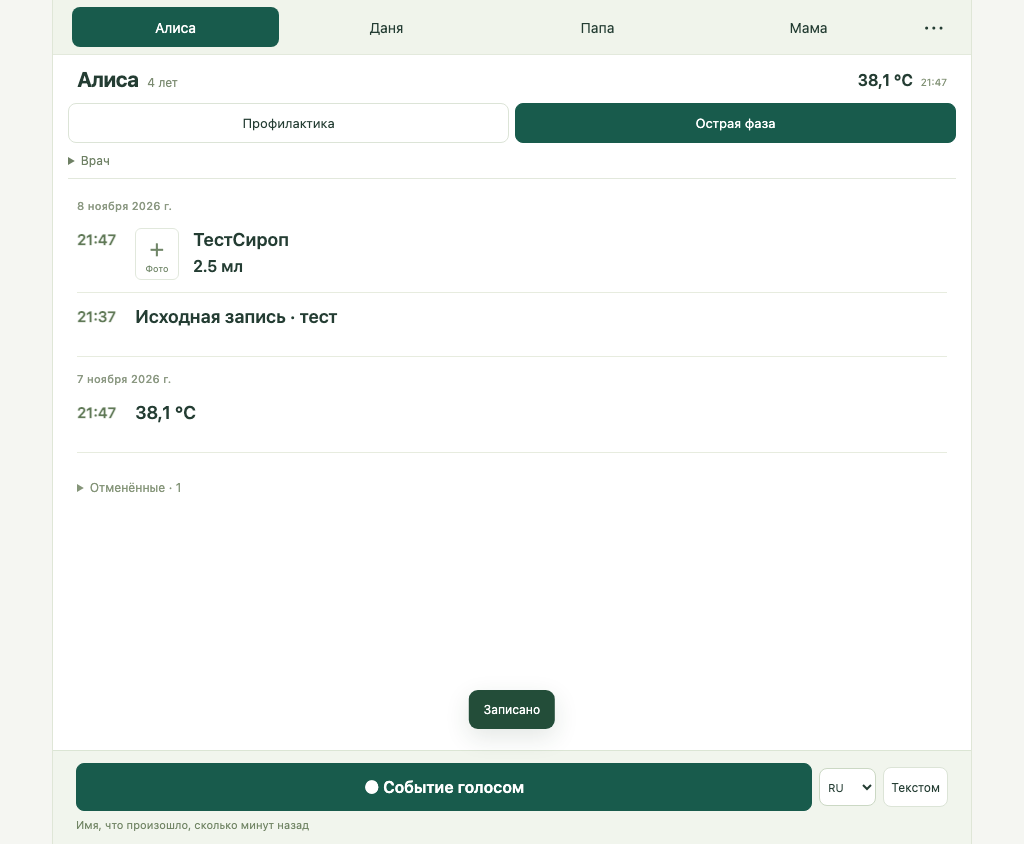 Алиса
Даня
Папа
Мама
Алиса 4 лет
38,1 °C 21:47
Профилактика
Острая фаза
Врач
8 ноября 2026 г.
21:47
Фото
ТестСироп
2.5 мл
21:37 Исходная запись · тест
7 ноября 2026 г.
21:47 38,1 °C
Отменённые · 1
Записано
Событие голосом
RU
Текстом
Имя, что произошло, сколько минут назад